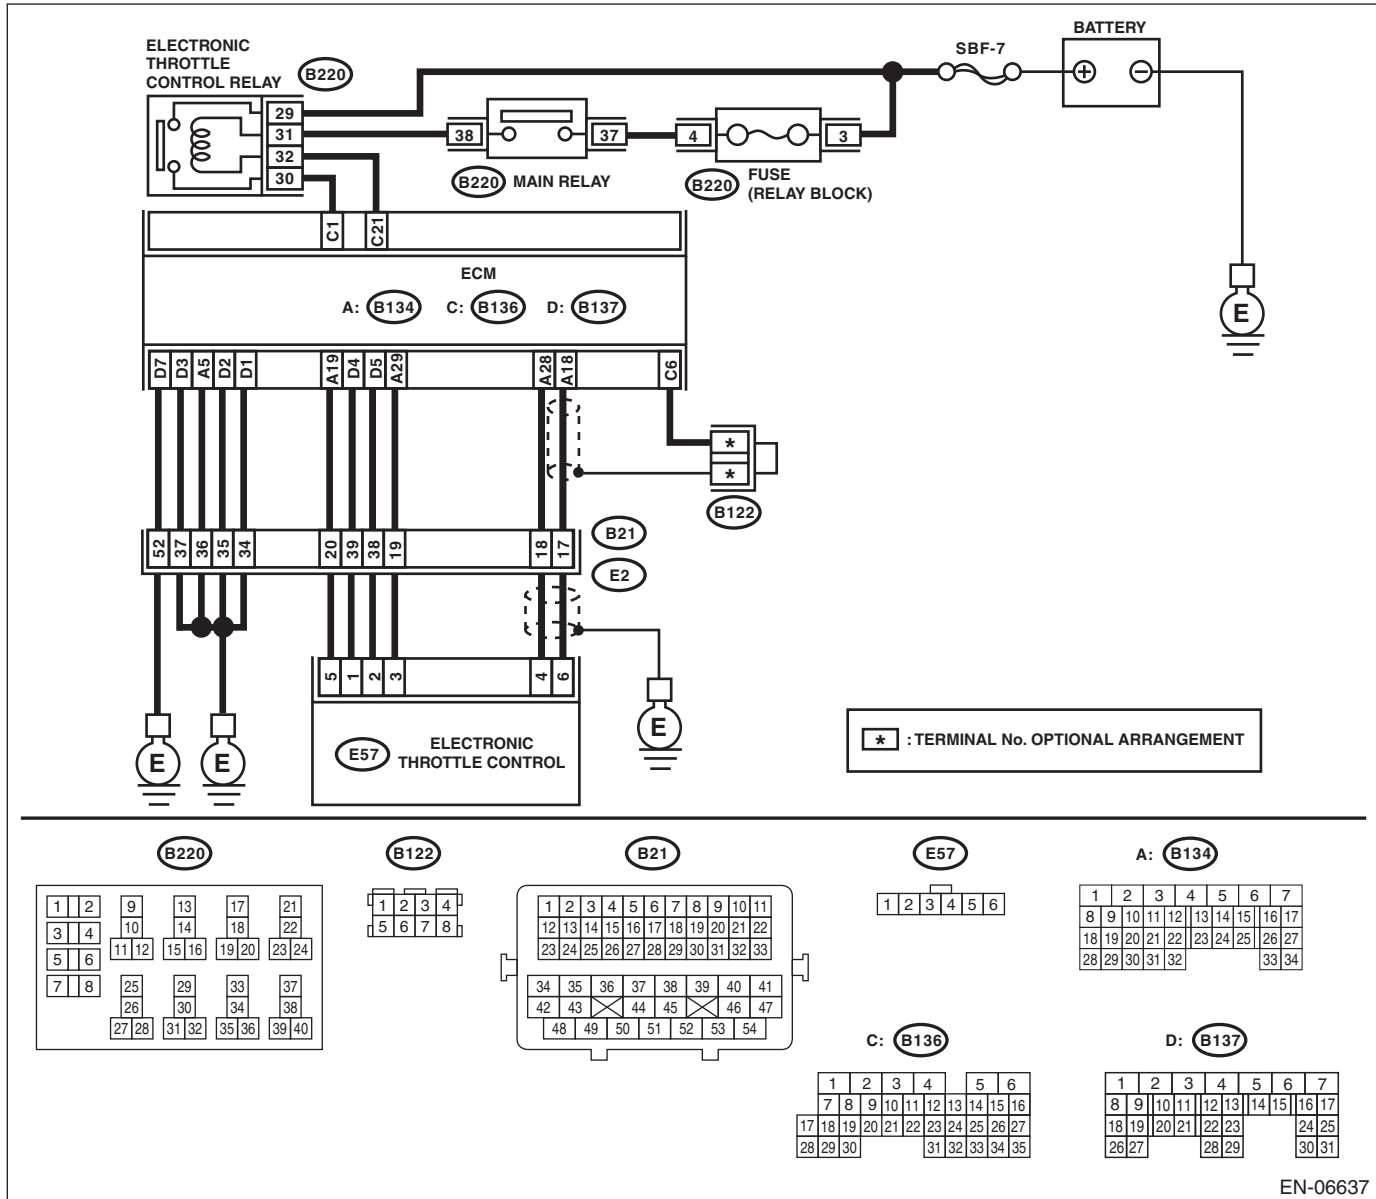 BATTERY
ELECTRONIC
THROTTLE
CONTROL RELAY
B220
SBF-7
29
31
32
30
38
37
4
3
B220 MAIN RELAY
B220
FUSE
(RELAY BLOCK)
C1
C21
ECM
A: B134 C: B136 D: B137
E
D7 D3 A5 D2 D1 A19 D4 D5 A29 A28 A18 C6
*
*
B122
52 37 36 35 34 20 39 38 19 18 17
B21
E2
5 1 2 3 4 6
E
E
E
E57
ELECTRONIC
THROTTLE CONTROL
* : TERMINAL No. OPTIONAL ARRANGEMENT
B220
1 2 9 13 17 21
10 14 18 22
3 4
11 12 15 16 19 20 23 24
5 6
7 8 25 29 33 37
26 30 34 38
27 28 31 32 35 36 39 40
B122
1 2 3 4
5 6 7 8
B21
1 2 3 4 5 6 7 8 9 10 11
12 13 14 15 16 17 18 19 20 21 22
23 24 25 26 27 28 29 30 31 32 33
34 35 36 37 38 39 40 41
42 43 44 45 46 47
48 49 50 51 52 53 54
E57
1 2 3 4 5 6
A: B134
1 2 3 4 5 6 7
8 9 10 11 12 13 14 15 16 17
18 19 20 21 22 23 24 25 26 27
28 29 30 31 32 33 34
C: B136
1 2 3 4 5 6
7 8 9 10 11 12 13 14 15 16
17 18 19 20 21 22 23 24 25 26 27
28 29 30 31 32 33 34 35
D: B137
1 2 3 4 5 6 7
8 9 10 11 12 13 14 15 16 17
18 19 20 21 22 23 24 25
26 27 28 29 30 31
EN-06637